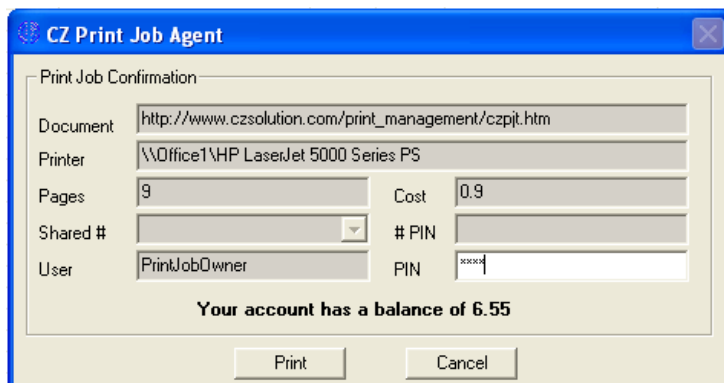 CZ Print Job Agent
Print Job Confirmation
Document http://www.czsolution.com/print_management/czpjt.htm
Printer \\Office1\HP LaserJet 5000 Series PS
Pages 9 Cost 0.9
Shared # # PIN
User PrintJobOwner PIN ****
Your account has a balance of 6.55
Print Cancel